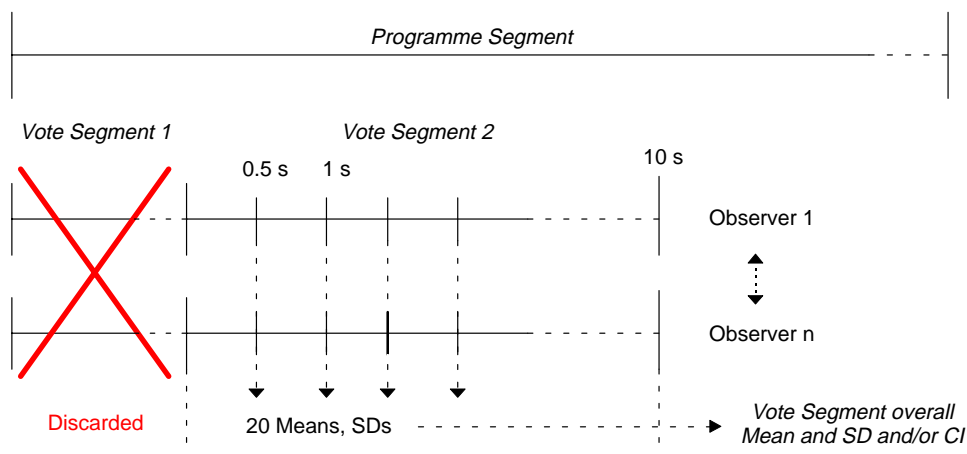 Programme Segment
Vote Segment 1
Vote Segment 2
0.5 s
1 s
10 s
Observer 1
Observer n
Discarded
20 Means, SDs
Vote Segment overall
Mean and SD and/or CI